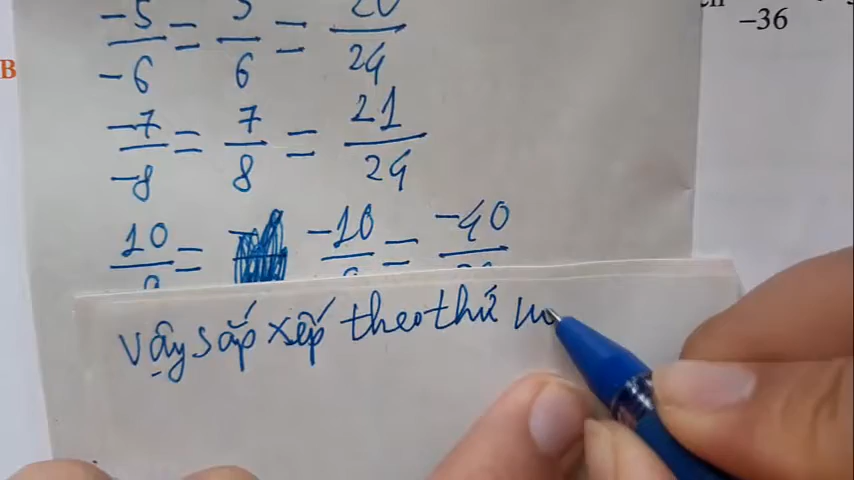 -5/-6 = 5/6 = 20/24
-7/-8 = 7/8 = 21/24
10 = -10 = -40
vậy sắp xếp theo thứ
B
-36